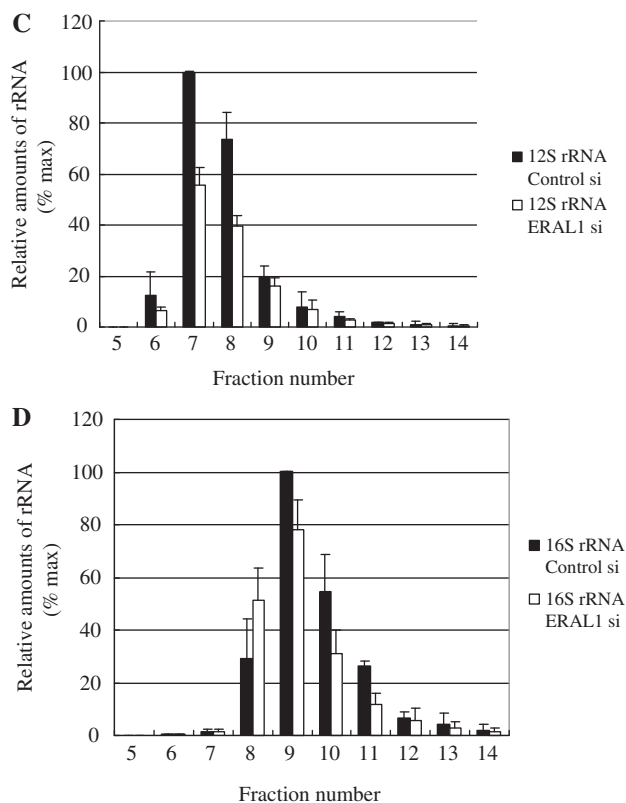 C
Relative amounts of rRNA
(% max)
120
100
80
60
40
20
0
5 6 7 8 9 10 11 12 13 14
Fraction number
12S rRNA
Control si
12S rRNA
ERAL1 si
D
Relative amounts of rRNA
(% max)
120
100
80
60
40
20
0
5 6 7 8 9 10 11 12 13 14
Fraction number
16S rRNA
Control si
16S rRNA
ERAL1 si